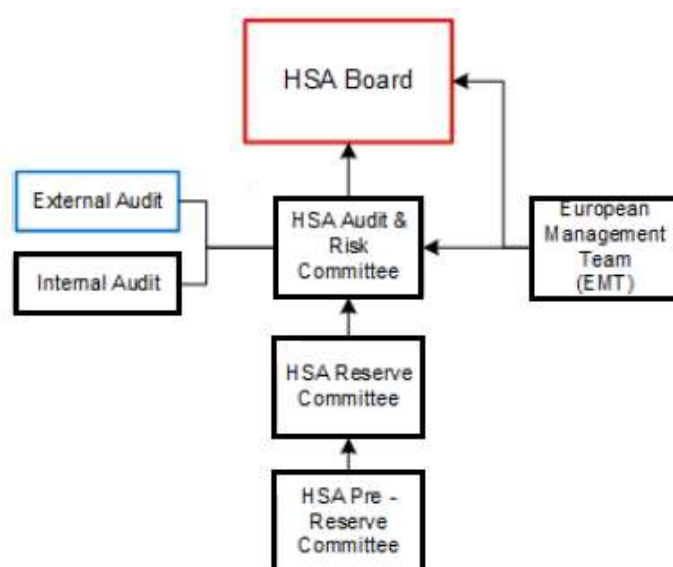 HSA Board
External Audit
Internal Audit
HSA Audit &
Risk
Committee
European
Management
Team
(EMT)
HSA Reserve
Committee
HSA Pre -
Reserve
Committee